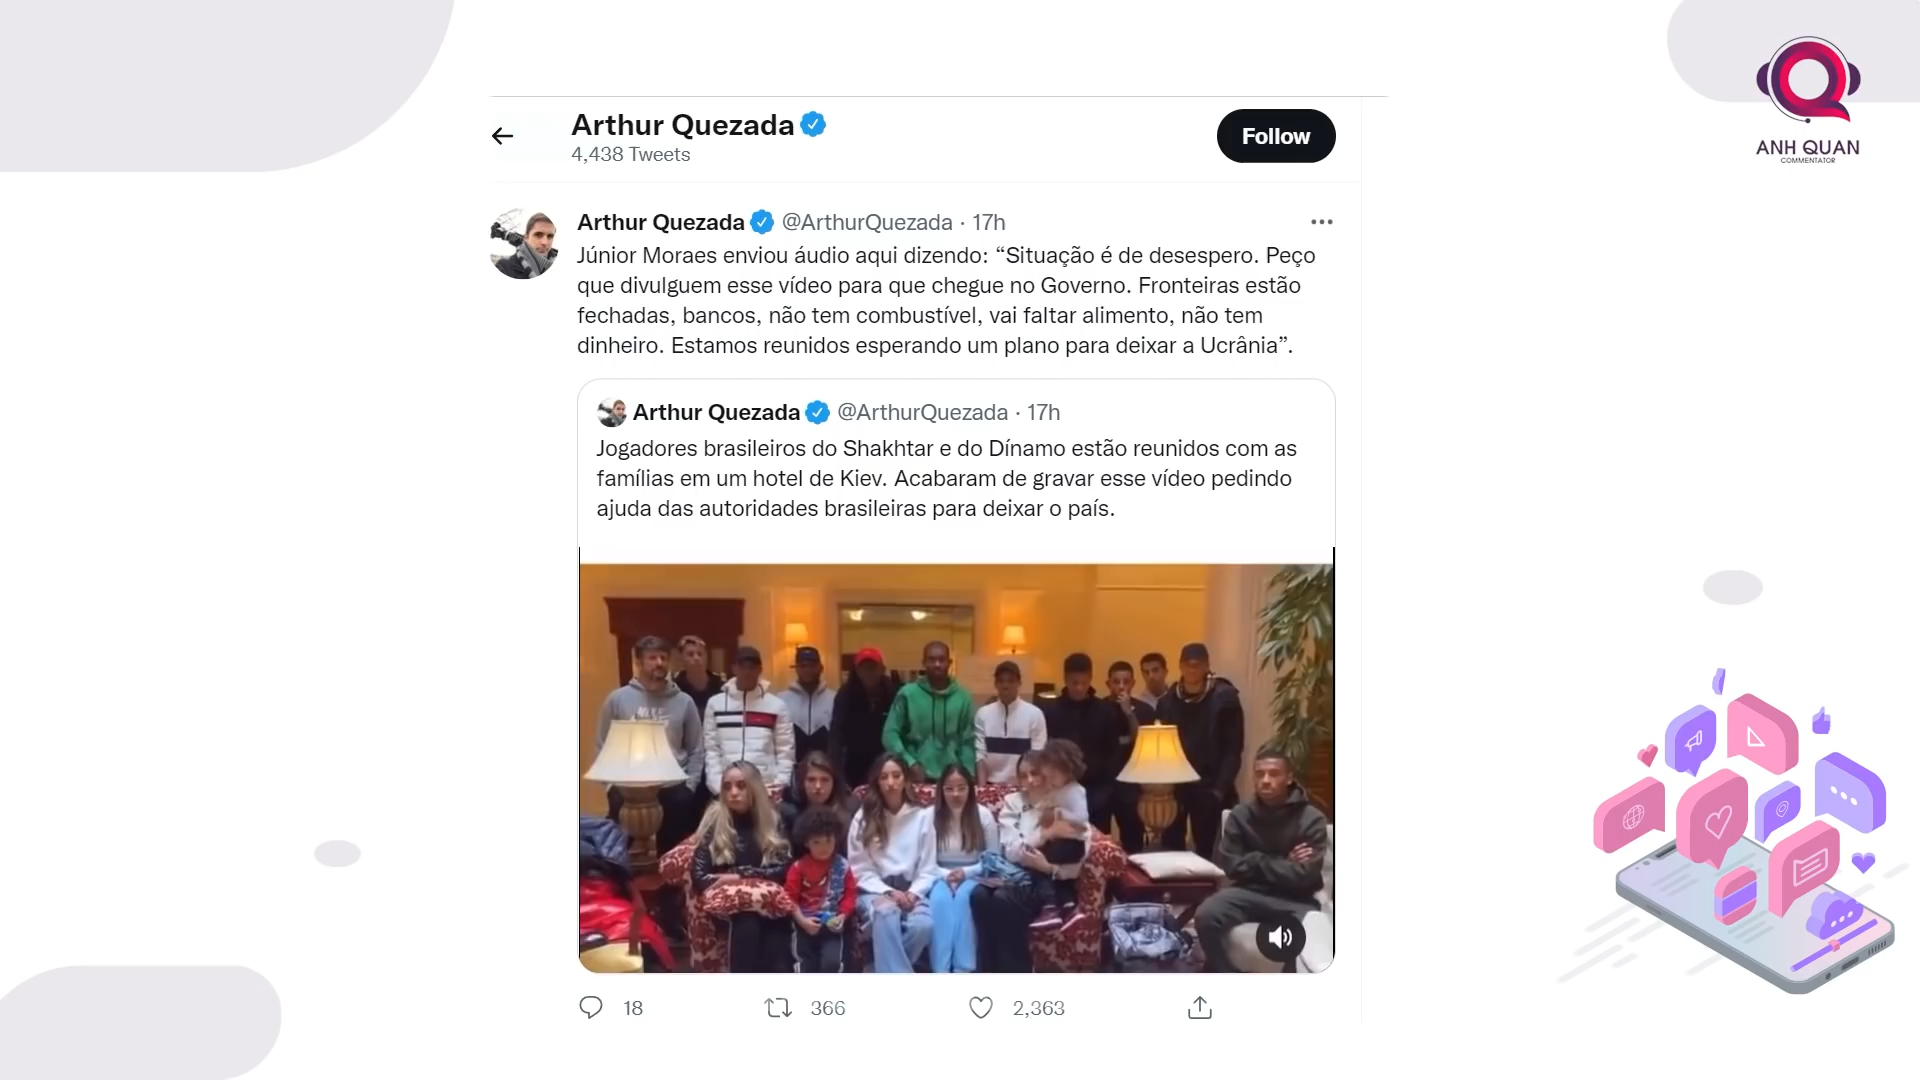 ANH QUAN
COMMENTATOR
Arthur Quezada
4,438 Tweets
Follow
Arthur Quezada @ArthurQuezada · 17h
Júnior Moraes enviou áudio aqui dizendo: “Situação é de desespero. Peço
que divulguem esse vídeo para que chegue no Governo. Fronteiras estão
fechadas, bancos, não tem combustível, vai faltar alimento, não tem
dinheiro. Estamos reunidos esperando um plano para deixar a Ucrânia”.
Arthur Quezada @ArthurQuezada · 17h
Jogadores brasileiros do Shakhtar e do Dínamo estão reunidos com as
famílias em um hotel de Kiev. Acabaram de gravar esse vídeo pedindo
ajuda das autoridades brasileiras para deixar o país.
18
366
2,363